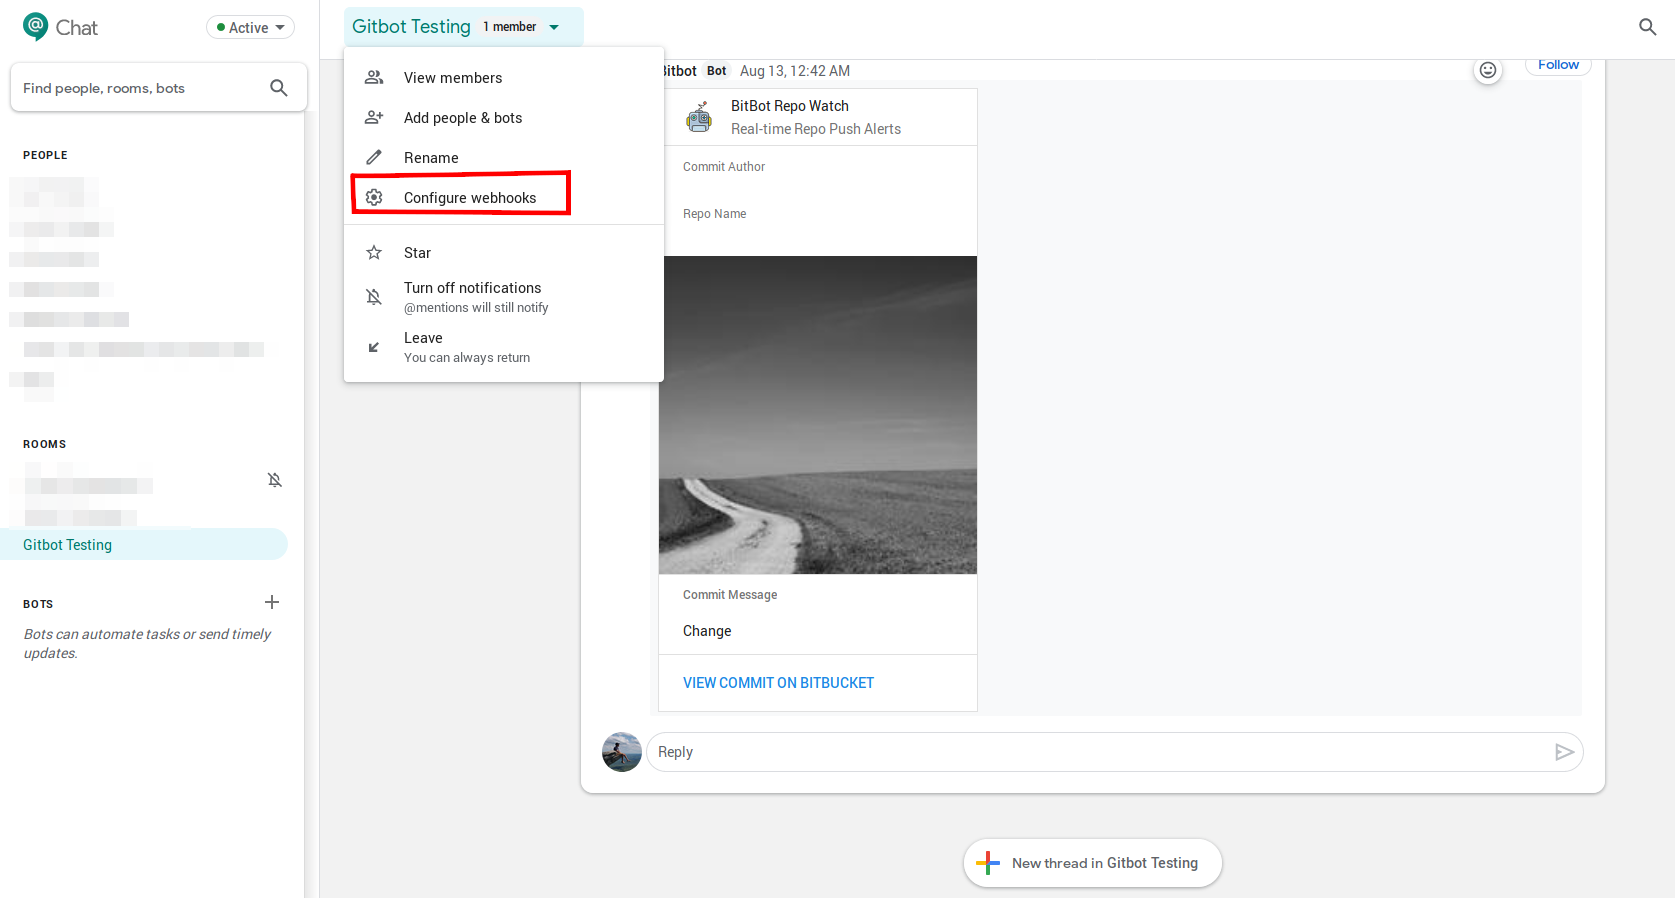 Chat
Active
Find people, rooms, bots
PEOPLE
ROOMS
Gitbot Testing
BOTS
Bots can automate tasks or send timely
updates.
Gitbot Testing 1 member
View members
Add people & bots
Rename
Configure webhooks
Star
Turn off notifications
@mentions will still notify
Leave
You can always return
Bitbot Bot Aug 13, 12:42 AM
Follow
BitBot Repo Watch
Real-time Repo Push Alerts
Commit Author
Repo Name
Commit Message
Change
VIEW COMMIT ON BITBUCKET
Reply
New thread in Gitbot Testing